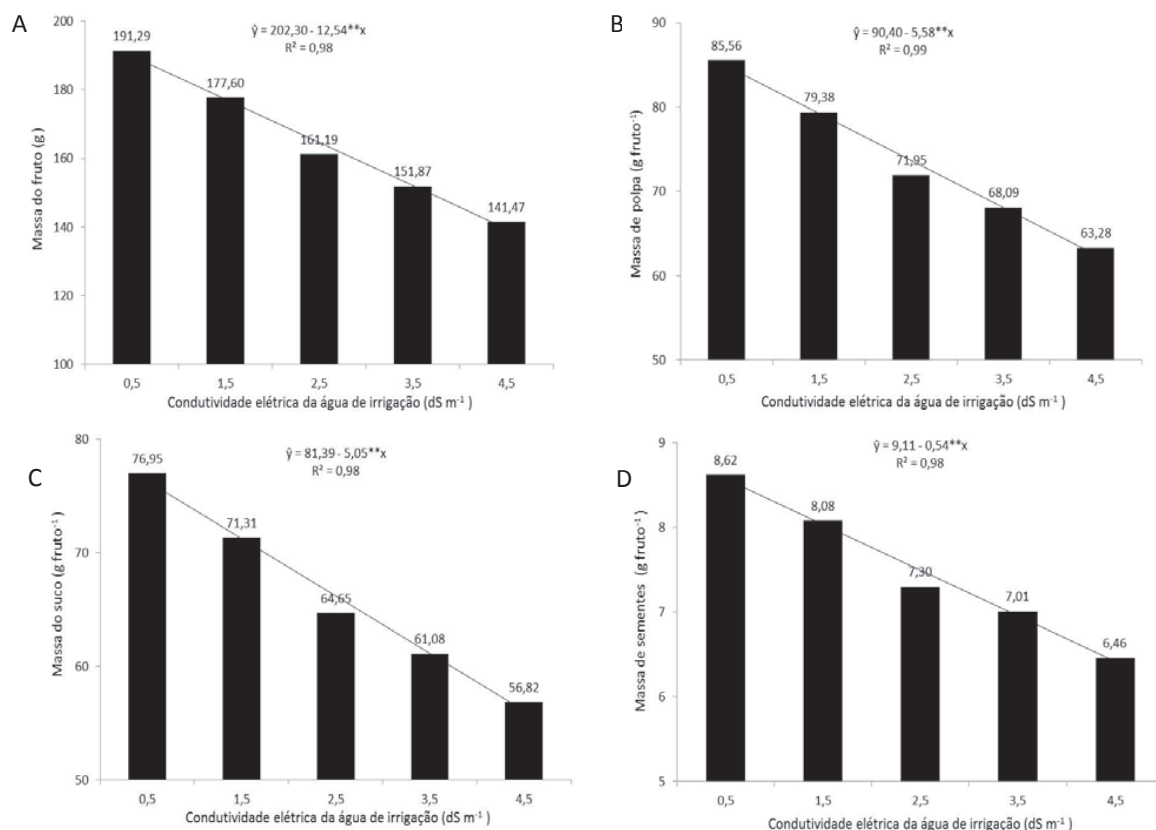 A
ŷ = 202,30 - 12,54**x
R² = 0,98
Massa do fruto (g)
200
180
160
140
120
100
191,29
177,60
161,19
151,87
141,47
0,5 1,5 2,5 3,5 4,5
Condutividade elétrica da água de irrigação (dS m⁻¹ )
B
ŷ = 90,40 - 5,58**x
R² = 0,99
Massa de polpa (g fruto⁻¹)
90
80
70
60
50
85,56
79,38
71,95
68,09
63,28
0,5 1,5 2,5 3,5 4,5
Condutividade elétrica da água de irrigação (dS m⁻¹ )
C
ŷ = 81,39 - 5,05**x
R² = 0,98
Massa do suco (g fruto⁻¹)
80
70
60
50
76,95
71,31
64,65
61,08
56,82
0,5 1,5 2,5 3,5 4,5
Condutividade elétrica da água de irrigação (dS m⁻¹ )
D
ŷ = 9,11 - 0,54**x
R² = 0,98
Massa de sementes (g fruto⁻¹)
9
8
7
6
5
8,62
8,08
7,30
7,01
6,46
0,5 1,5 2,5 3,5 4,5
Condutividade elétrica da água de irrigação (dS m⁻¹ )